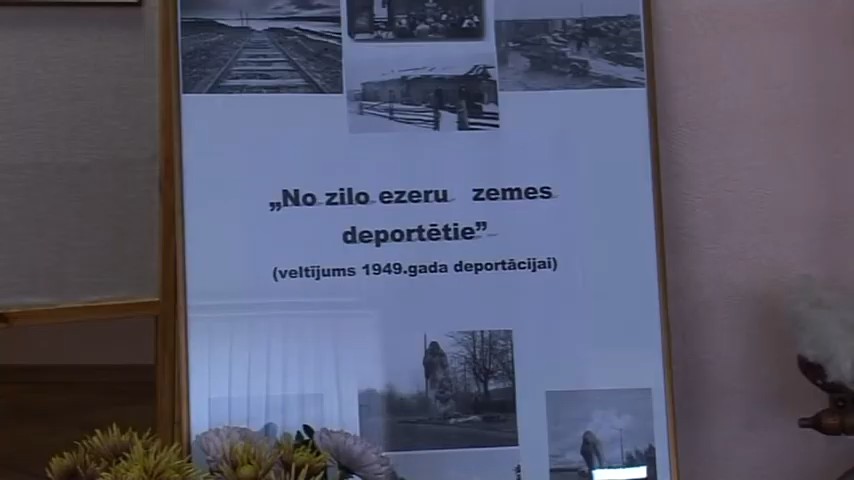 „No zilo ezeru zemes
deportētie”
(veltījums 1949.gada deportācijai)